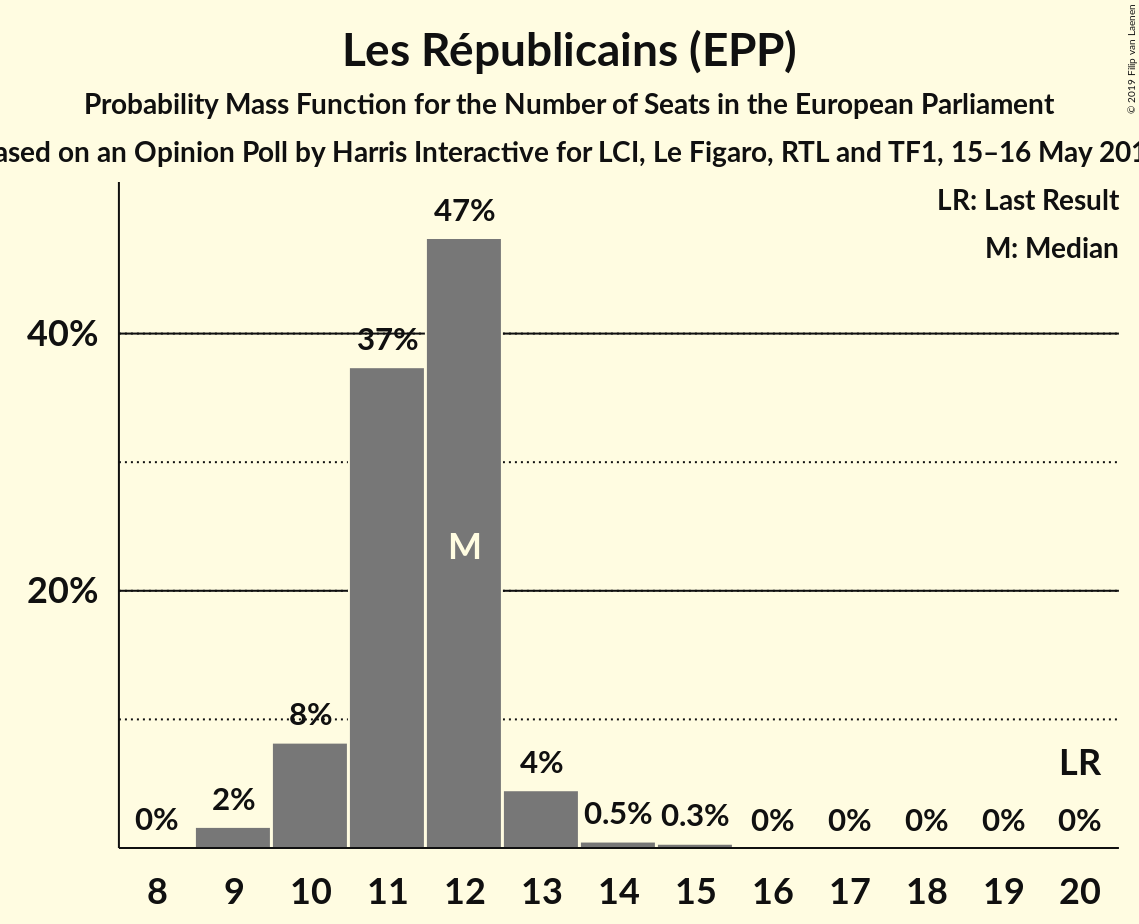 Les Républicains (EPP)
Probability Mass Function for the Number of Seats in the European Parliament
ased on an Opinion Poll by Harris Interactive for LCI, Le Figaro, RTL and TF1, 15–16 May 201
© 2019 Filip van Laenen
LR: Last Result
M: Median
47%
40%
37%
M
20%
8%
4%
LR
0%
2%
0.5%
0.3%
0%
0%
0%
0%
0%
8 9 10 11 12 13 14 15 16 17 18 19 20